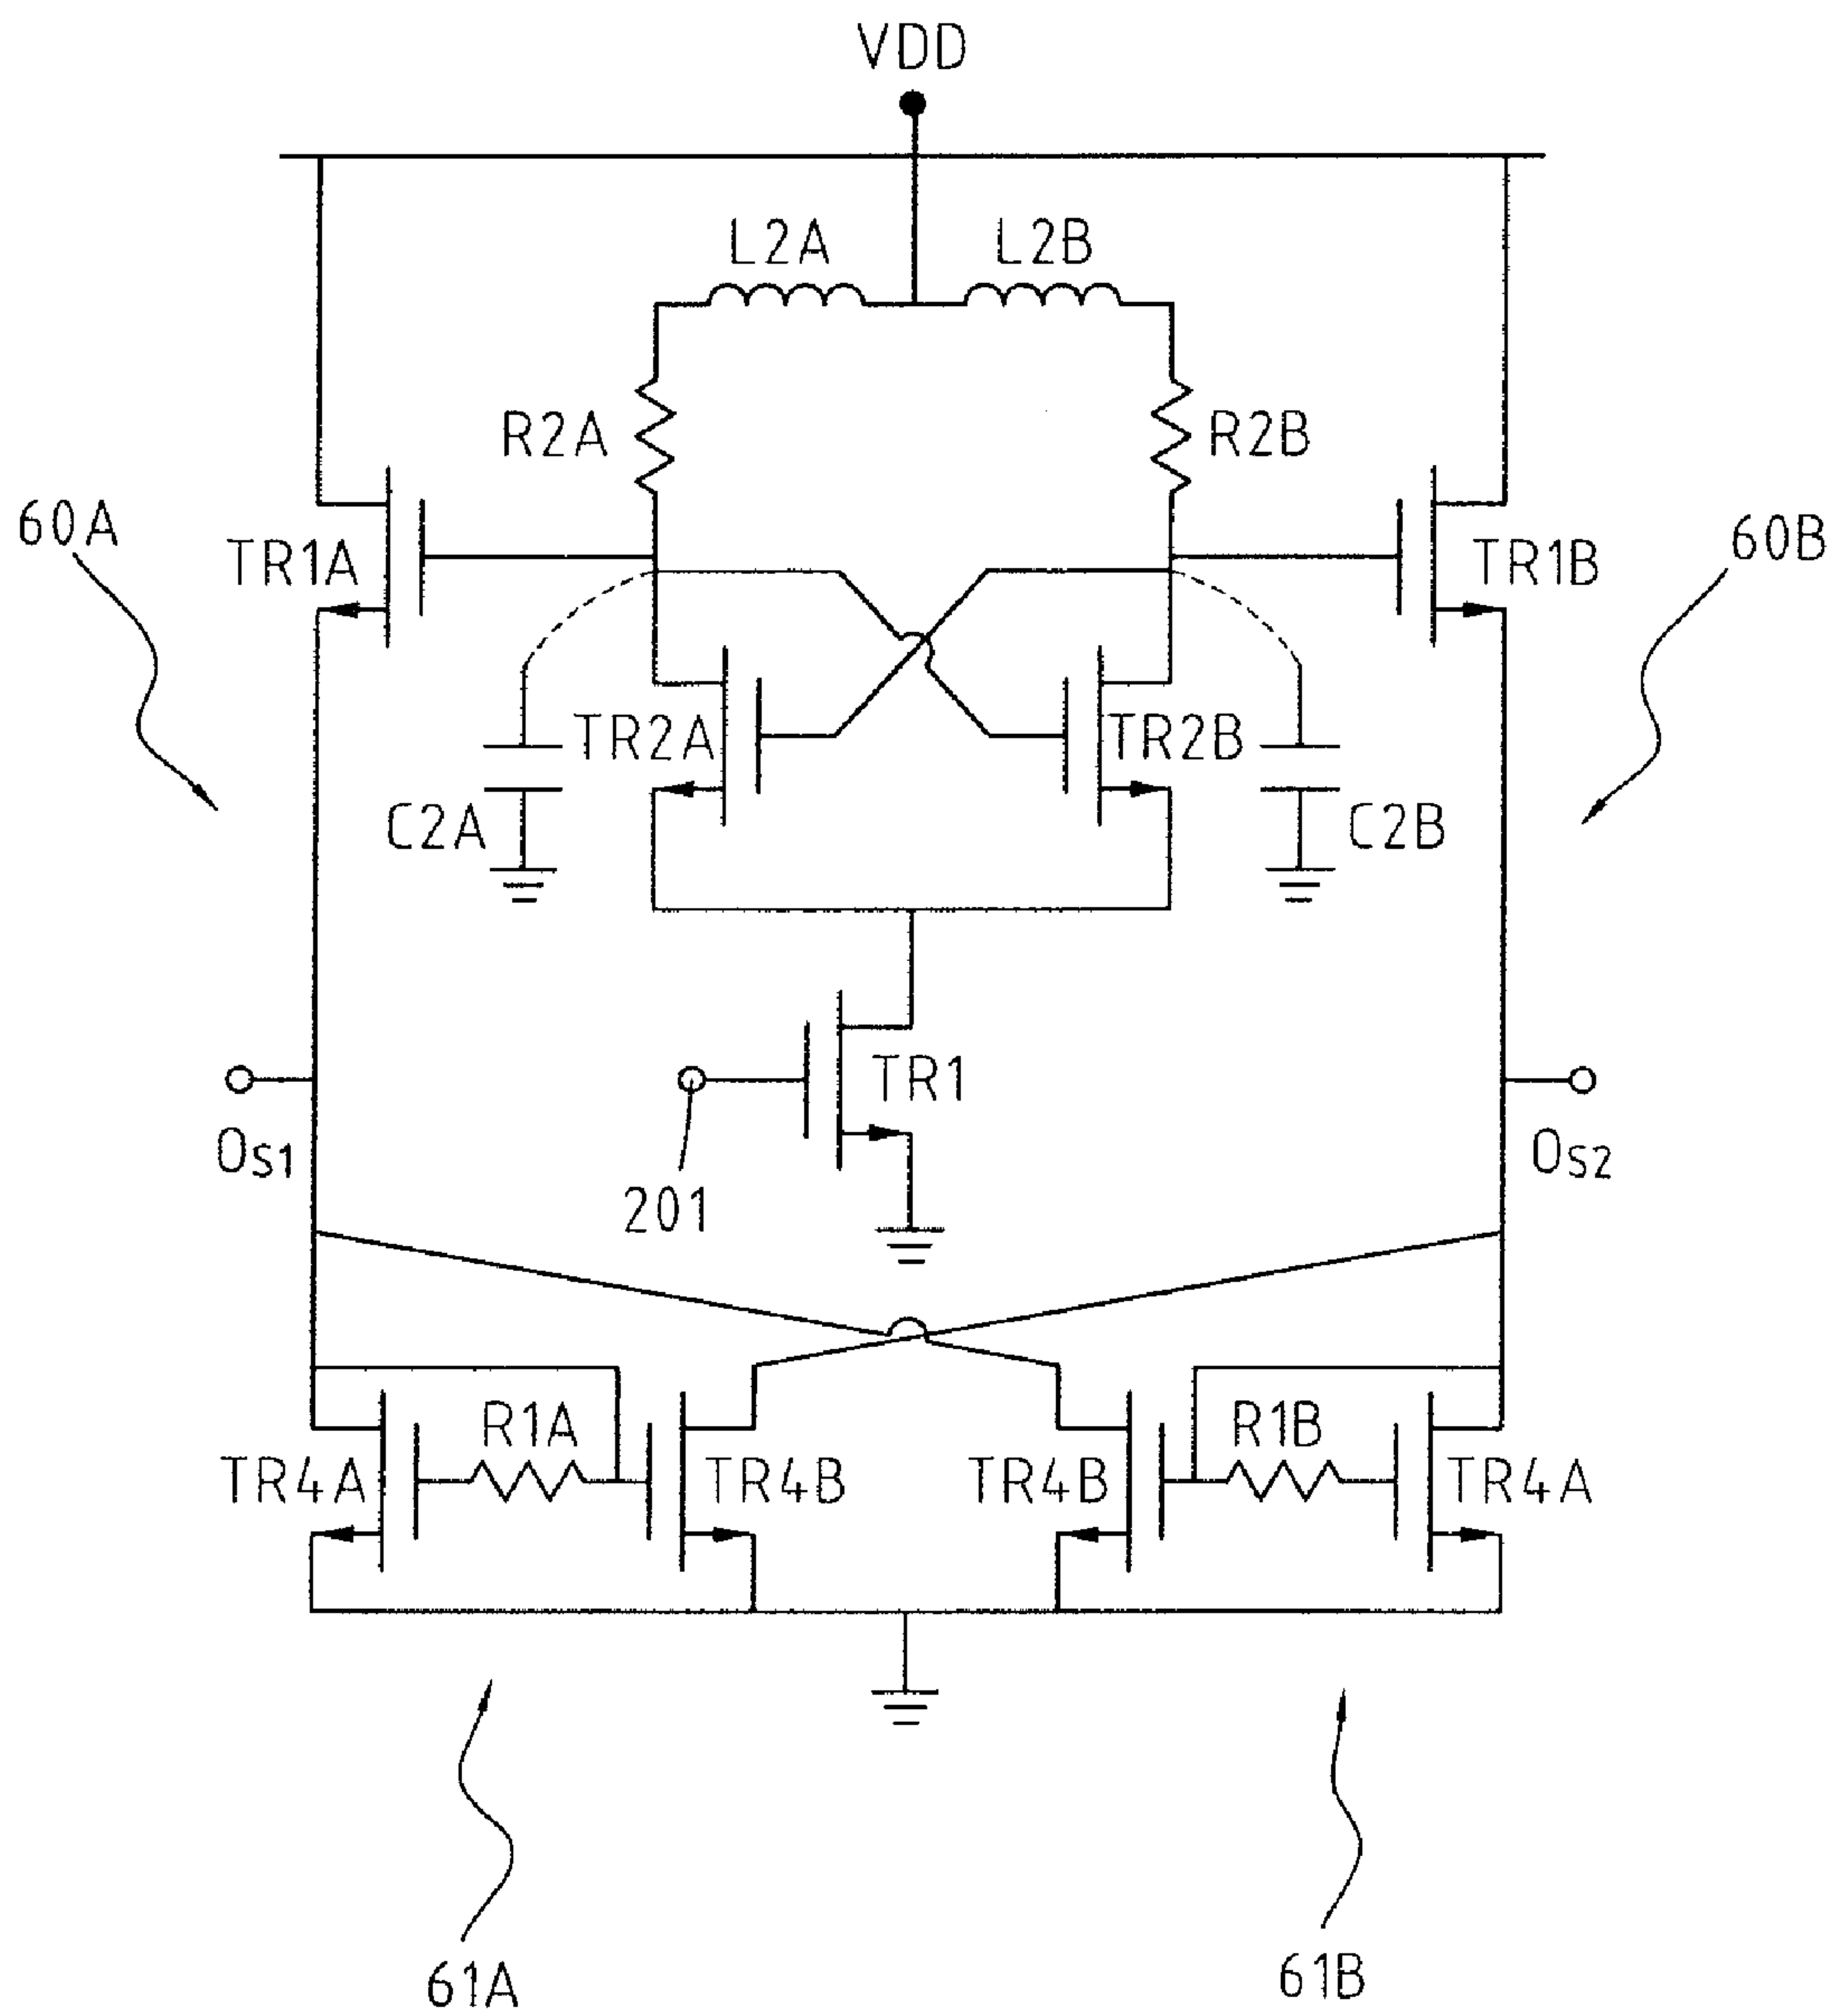 VDD
L2A
L2B
R2A
R2B
60A
TR1A
TR1B
60B
TR2A
TR2B
C2A
C2B
TR1
OS1
OS2
201
R1A
R1B
TR4A
TR4B
TR4B
TR4A
61A
61B